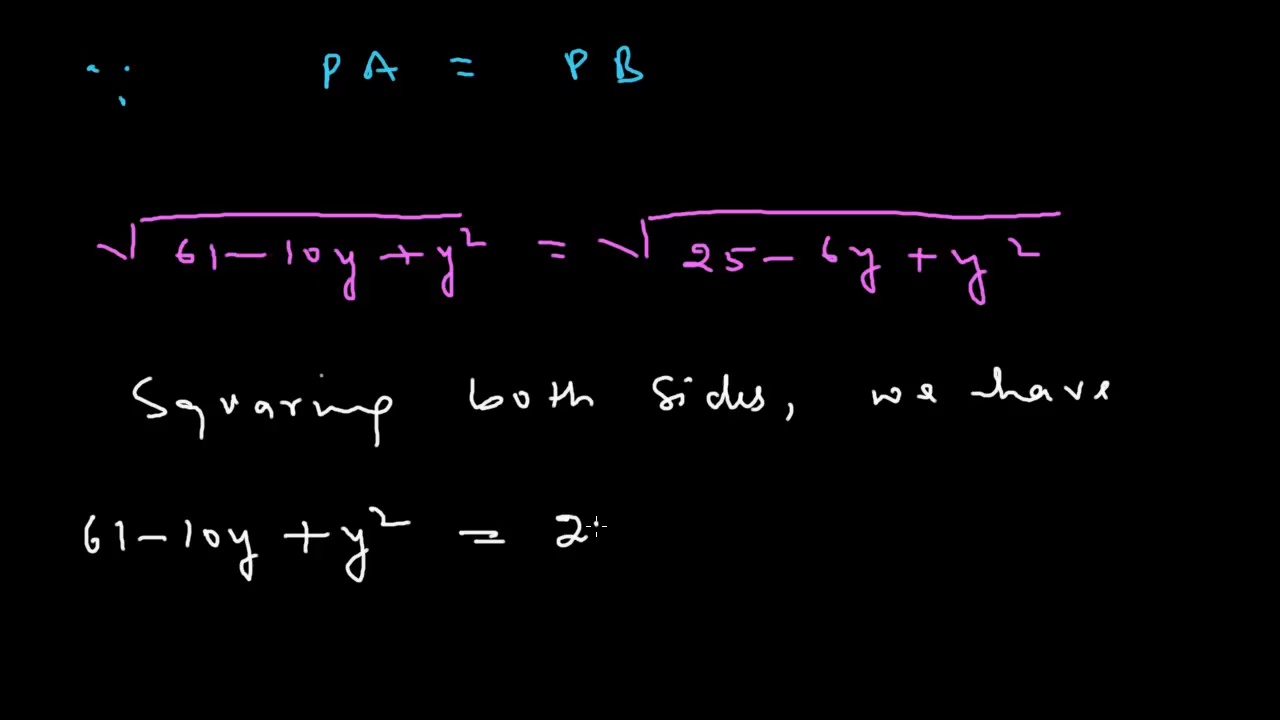 ∵ PA = PB
√61-10y+y² = √25-6y+y²
Squaring both sides, we have
61-10y+y² = 2